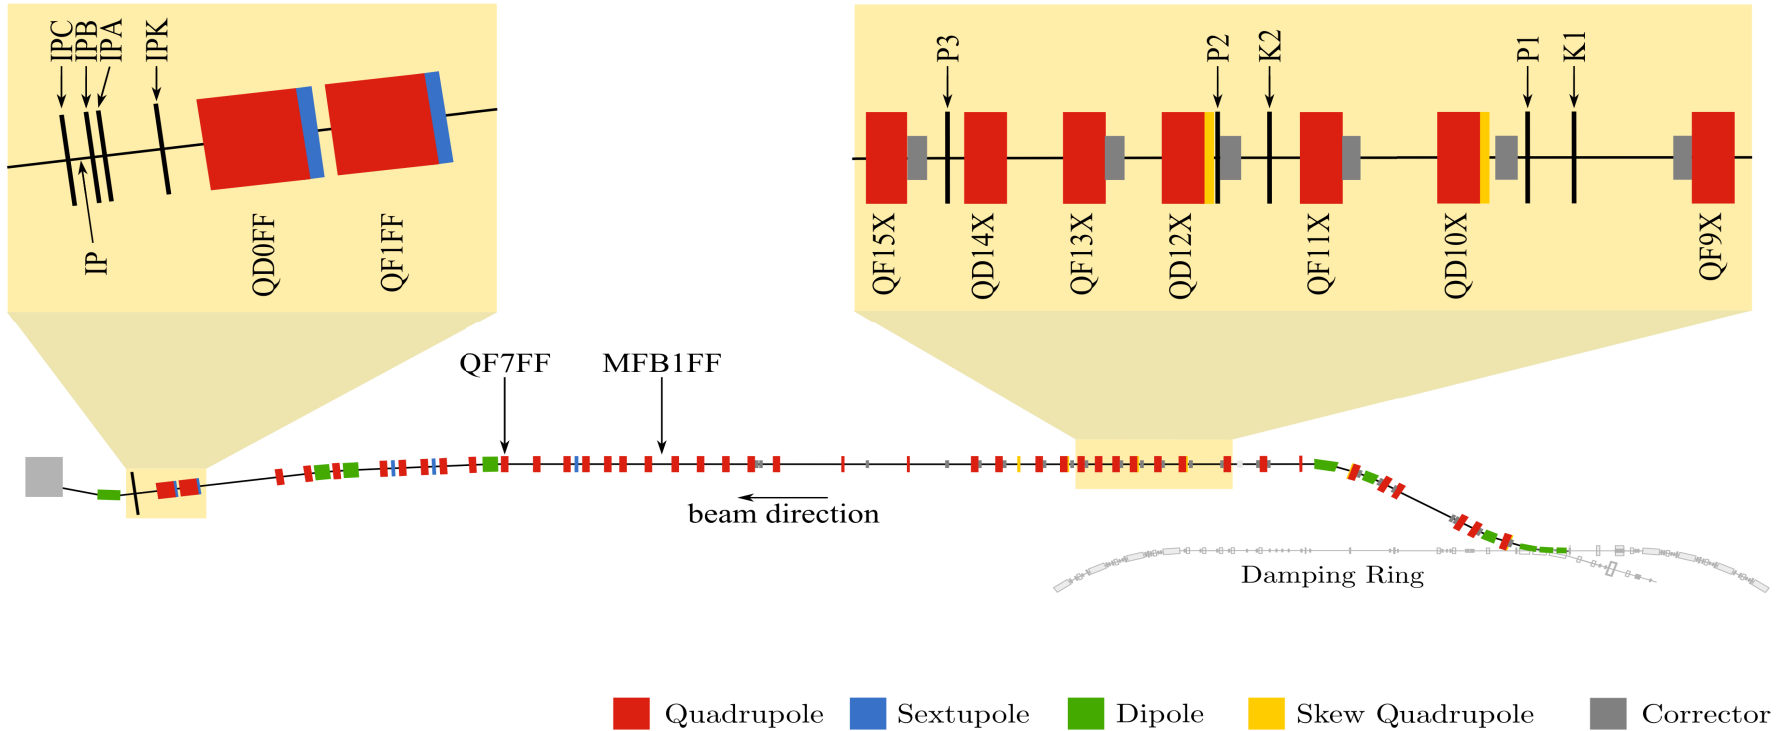 IPC
IPB
IPA
IPK
IP
QD0FF
QF1FF
P3
P2
K2
P1
K1
QF15X
QD14X
QF13X
QD12X
QF11X
QD10X
QF9X
QF7FF
MFB1FF
beam direction
Damping Ring
Quadrupole
Sextupole
Dipole
Skew Quadrupole
Corrector